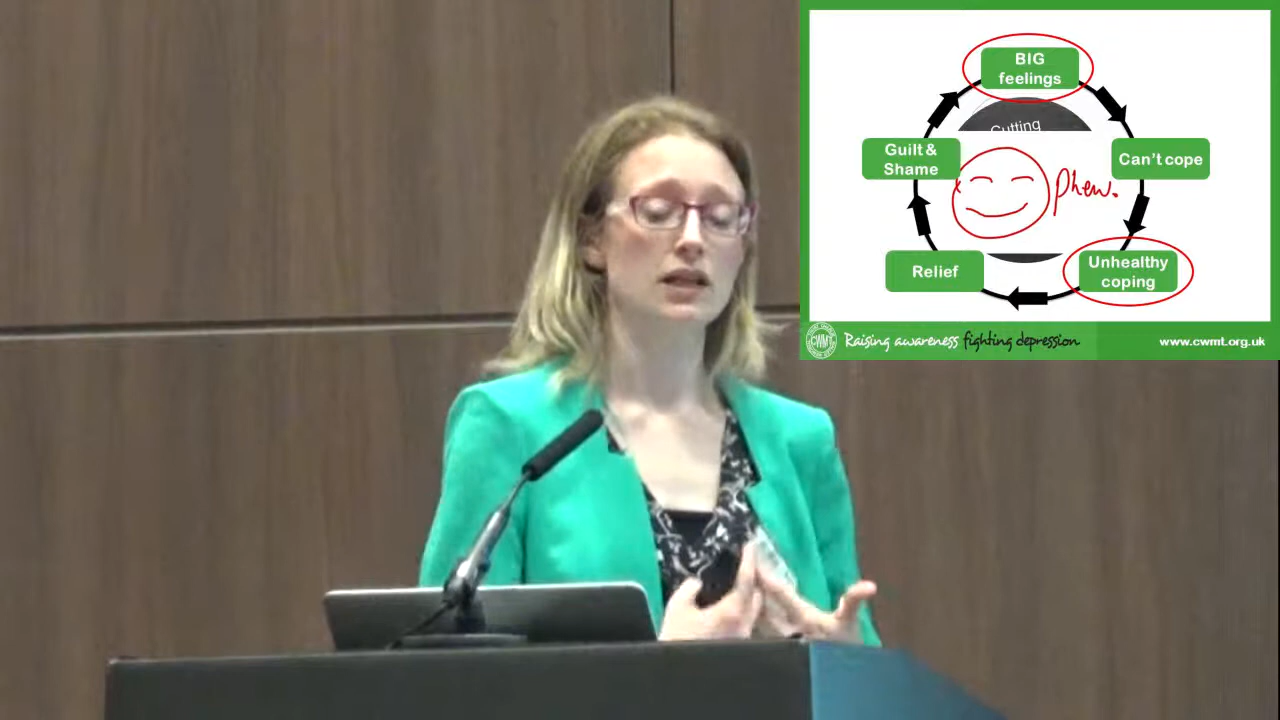 BIG
feelings
Cutting
Can't cope
Unhealthy
coping
Relief
Guilt &
Shame
phew.
CWMT
Raising awareness fighting depression
www.cwmt.org.uk